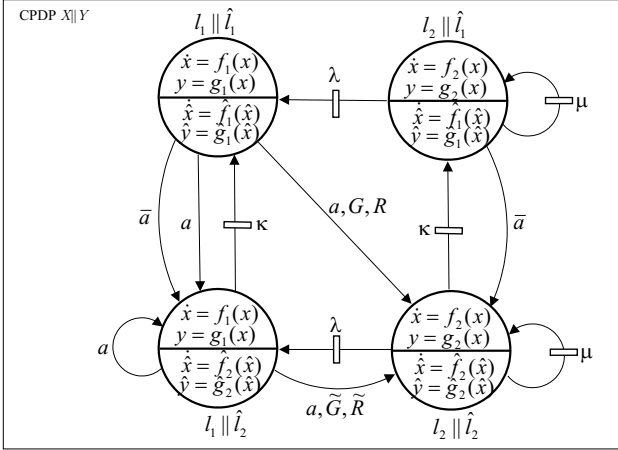 CPDP X||Y
l₁ || l̂₁
l₂ || l̂₁
ẋ = f₁(x)
y = g₁(x)
x̂̇ = f̂₁(x̂)
ŷ = ĝ₁(x̂)
λ
ẋ = f₂(x)
y = g₂(x)
x̂̇ = f̂₁(x̂)
ŷ = ĝ₁(x̂)
μ
a̅
a
κ
a, G, R
κ
a̅
a
ẋ = f₁(x)
y = g₁(x)
x̂̇ = f̂₂(x̂)
ŷ = ĝ₂(x̂)
λ
ẋ = f₂(x)
y = g₂(x)
x̂̇ = f̂₂(x̂)
ŷ = ĝ₂(x̂)
μ
a, G̃, R̃
l₁ || l̂₂
l₂ || l̂₂